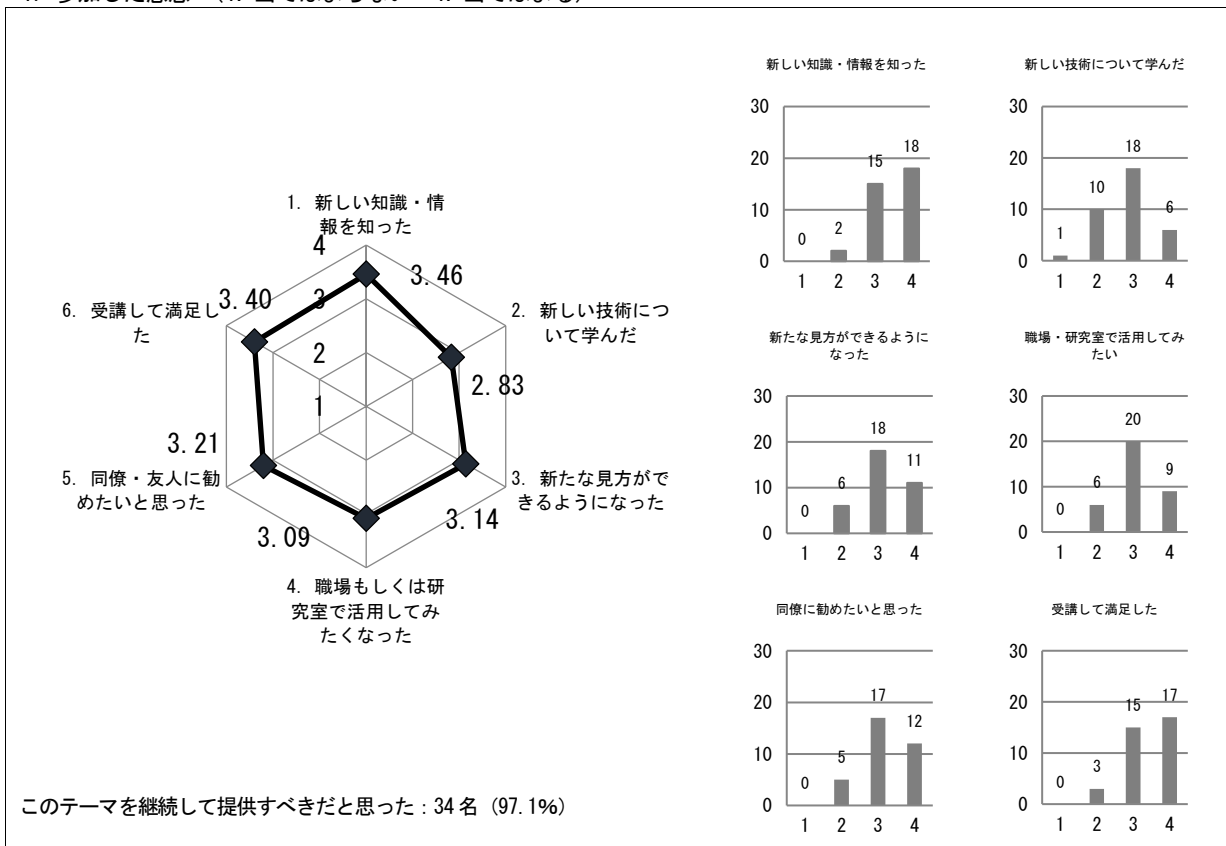 1. 新しい知識・情
報を知った
4
3.46
3
2
1
2. 新しい技術につ
いて学んだ
2.83
3. 新たな見方がで
きるようになった
3.14
4. 職場もしくは研
究室で活用してみ
たくなった
3.09
5. 同僚・友人に勧
めたいと思った
3.21
6. 受講して満足し
た
3.40
このテーマを継続して提供すべきだと思った:34名(97.1%)
新しい知識・情報を知った
30
20
10
0
0
2
15
18
1 2 3 4
新しい技術について学んだ
30
20
10
0
1
10
18
6
1 2 3 4
新たな見方ができるように
なった
30
20
10
0
0
6
18
11
1 2 3 4
職場・研究室で活用してみ
たい
30
20
10
0
0
6
20
9
1 2 3 4
同僚に勧めたいと思った
30
20
10
0
0
5
17
12
1 2 3 4
受講して満足した
30
20
10
0
0
3
15
17
1 2 3 4